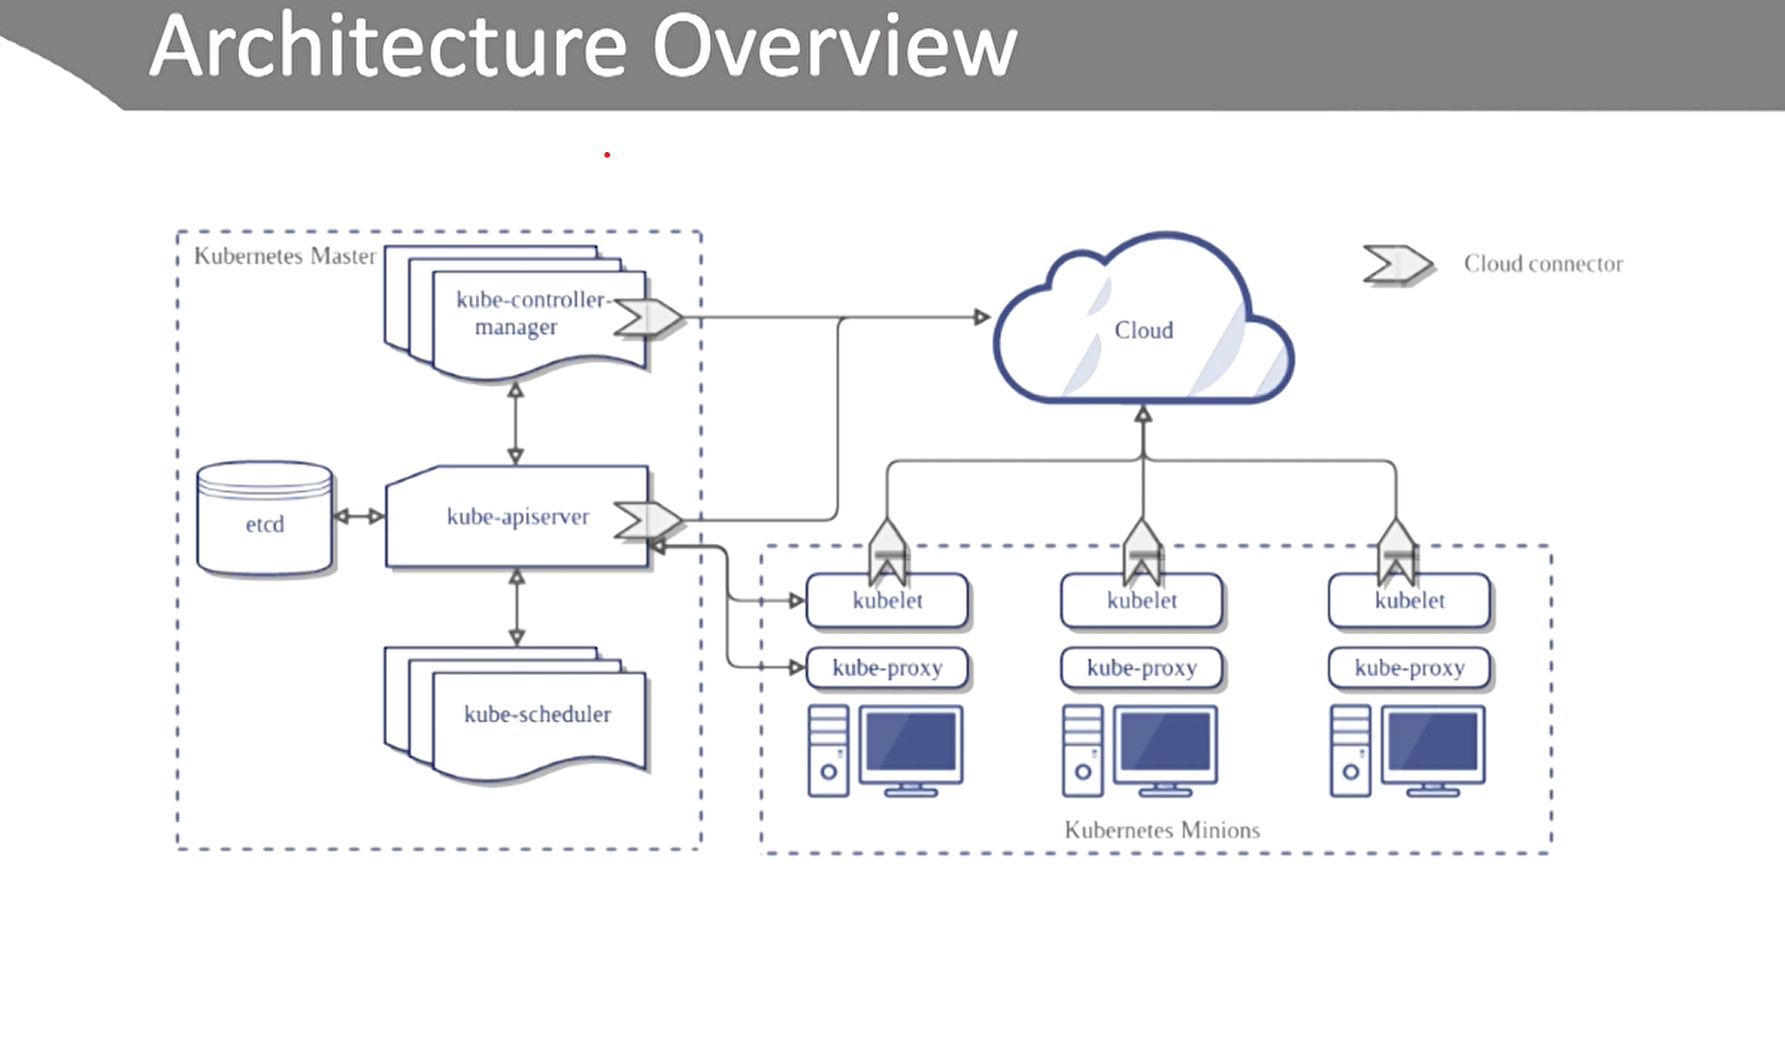 Architecture Overview
Kubernetes Master
kube-controller-
manager
Cloud
Cloud connector
etcd
kube-apiserver
kubelet
kubelet
kubelet
kube-proxy
kube-proxy
kube-proxy
kube-scheduler
Kubernetes Minions